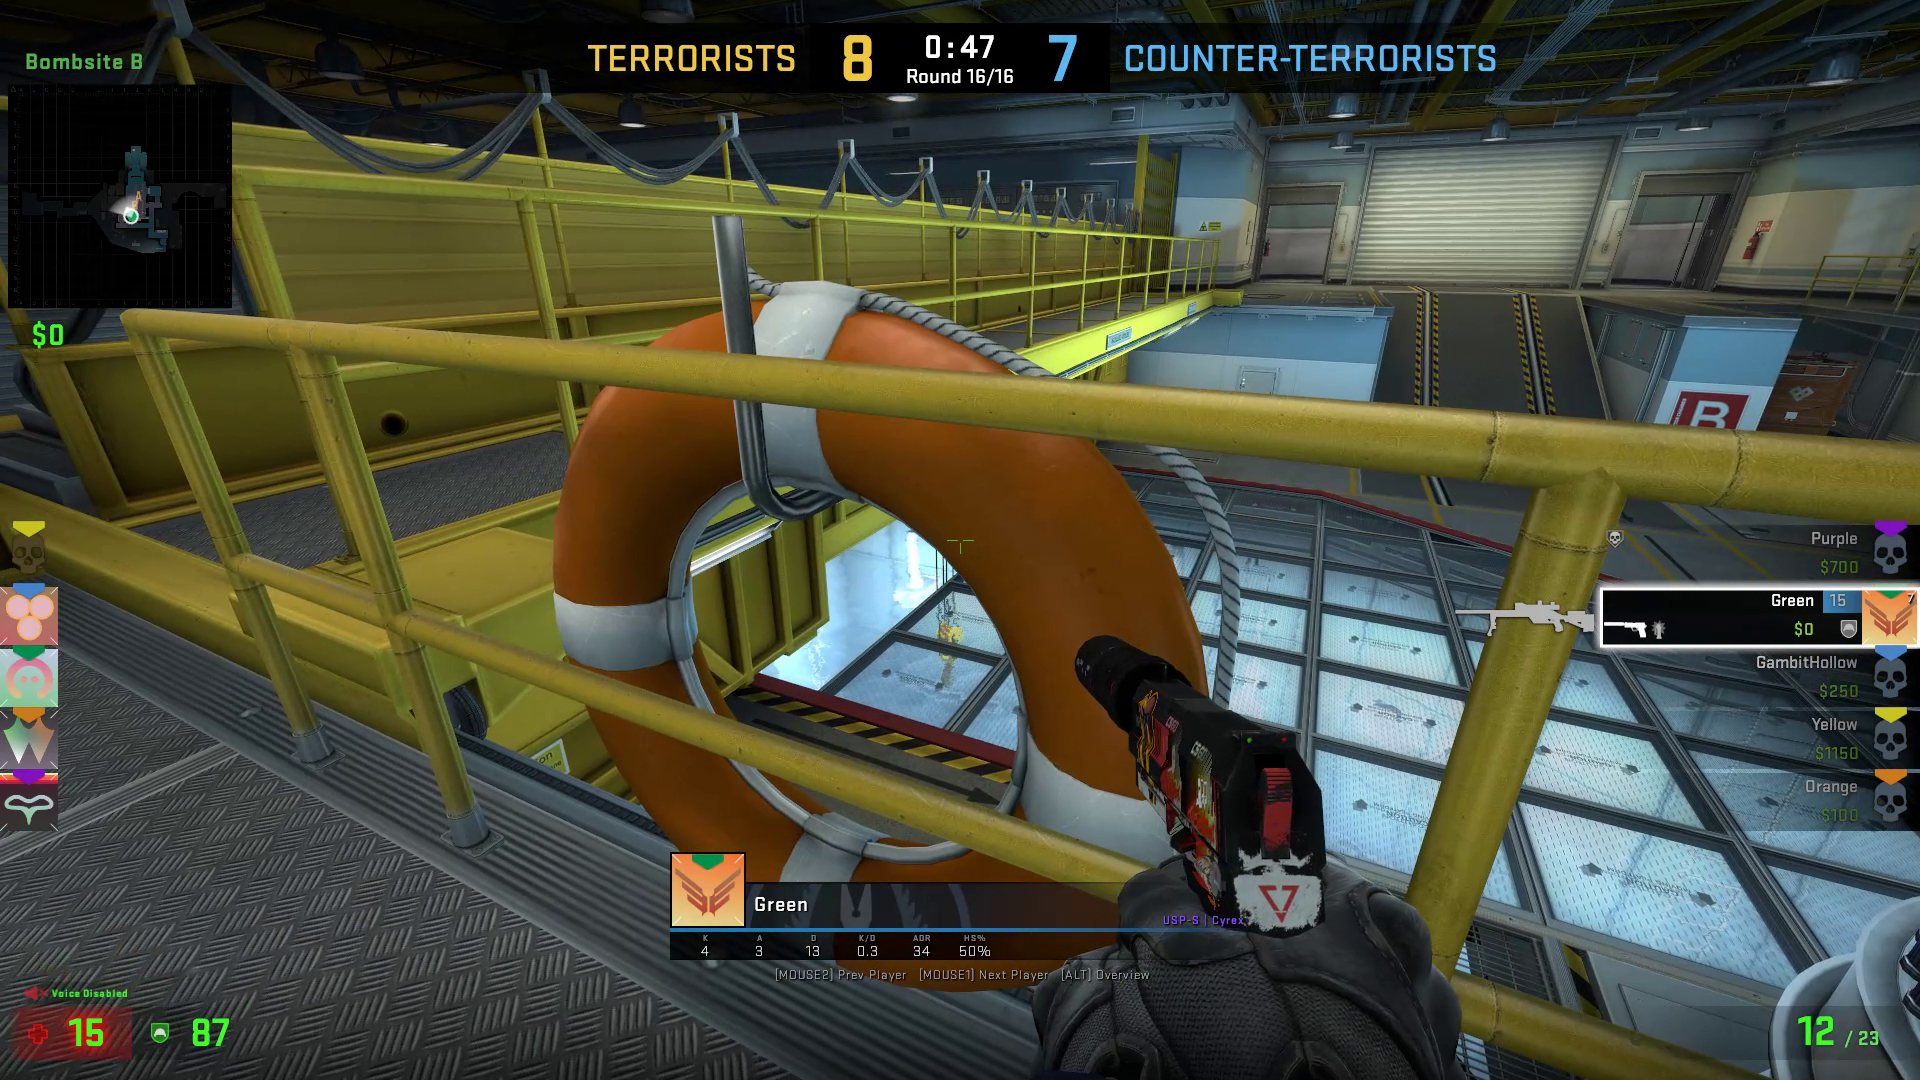 Bombsite B
TERRORISTS 8 0:47 7 COUNTER-TERRORISTS
Round 16/16
$0
B
Purple
$700
Green 15 7
$0
GambitHollow
$250
Yellow
$1150
Orange
$100
Green
USP-S | Cyrex
K A D K/D ADR HS%
4 3 13 0.3 34 50%
[MOUSE2] Prev Player [MOUSE1] Next Player [ALT] Overview
Voice Disabled
15 87
12 / 23